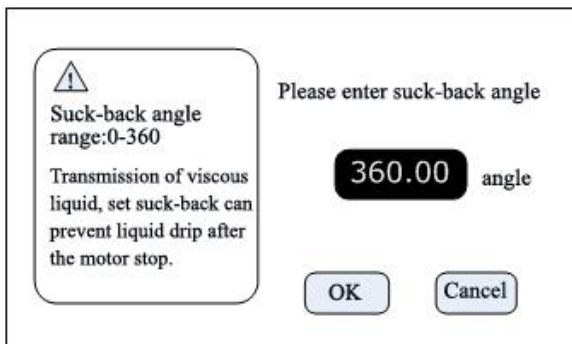 Suck-back angle
range:0-360
Transmission of viscous
liquid, set suck-back can
prevent liquid drip after
the motor stop.
Please enter suck-back angle
360.00 angle
OK Cancel